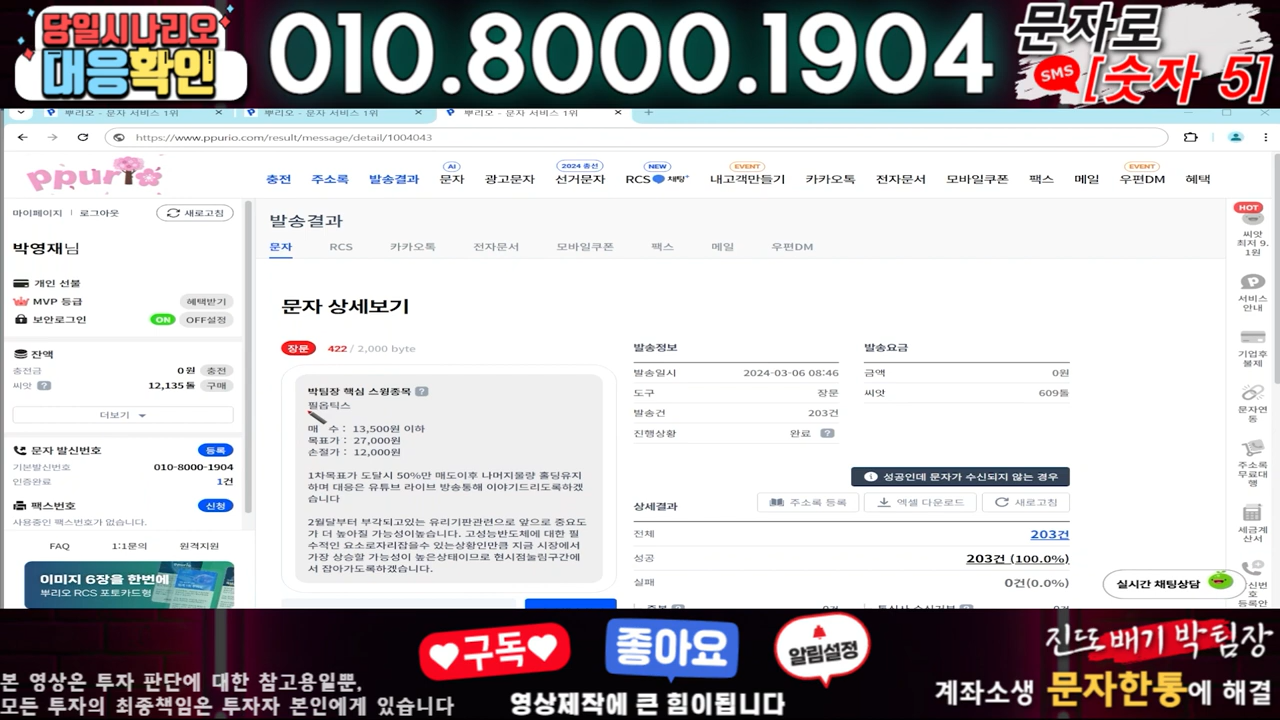 당일시나리오
대응확인
010.8000.1904
문자로
SMS
[숫자 5]
뿌리오 - 문자 서비스 1위
뿌리오 - 문자 서비스 1위
뿌리오 - 문자 서비스 1위
https://www.ppurio.com/result/message/detail/1004043
ppurio
충전
주소록
발송결과
AI
문자
광고문자
2024 총선
선거문자
NEW
RCS 채팅+
EVENT
내고객만들기
카카오톡
전자문서
모바일쿠폰
팩스
메일
EVENT
우편DM
혜택
마이페이지 | 로그아웃
새로고침
박영재님
개인 선불
MVP 등급
혜택받기
보안로그인
ON
OFF설정
잔액
충전금
0원
충전
씨앗 ?
12,135톨
구매
더보기
문자 발신번호
등록
기본발신번호
010-8000-1904
인증완료
1건
팩스번호
신청
사용중인 팩스번호가 없습니다.
FAQ
1:1문의
원격지원
이미지 6장을 한번에
뿌리오 RCS 포토카드형
발송결과
문자
RCS
카카오톡
전자문서
모바일쿠폰
팩스
메일
우편DM
문자 상세보기
장문
422 / 2,000 byte
박팀장 핵심 스윙종목 ?
필옵틱스
매 수 : 13,500원 이하
목표가 : 27,000원
손절가 : 12,000원
1차목표가 도달시 50%만 매도이후 나머지물량 홀딩유지
하며 대응은 유튜브 라이브 방송통해 이야기드리도록하겠
습니다
2월달부터 부각되고있는 유리기판관련으로 앞으로 중요도
가 더 높아질 가능성이높습니다. 고성능반도체에 대한 필
수적인 요소로자리잡을수 있는상황인만큼 지금 시장에서
가장 상승할 가능성이 높은상태이므로 현시점눌림구간에
서 잡아가도록하겠습니다.
발송정보
발송일시
2024-03-06 08:46
도구
장문
발송건
203건
진행상황
완료 ?
발송요금
금액
0원
씨앗
609톨
성공인데 문자가 수신되지 않는 경우
상세결과
주소록 등록
엑셀 다운로드
새로고침
전체
203건
성공
203건 (100.0%)
실패
0건(0.0%)
HOT
씨앗
최저 9.
1원
서비스
안내
기업후
불제
문자연
동
주소록
무료대
행
세금계
산서
실시간 채팅상담
본 영상은 투자 판단에 대한 참고용일뿐,
모든 투자의 최종책임은 투자자 본인에게 있습니다
구독
좋아요
알림설정
영상제작에 큰 힘이됩니다
진또배기 박팀장
계좌소생 문자한통에 해결